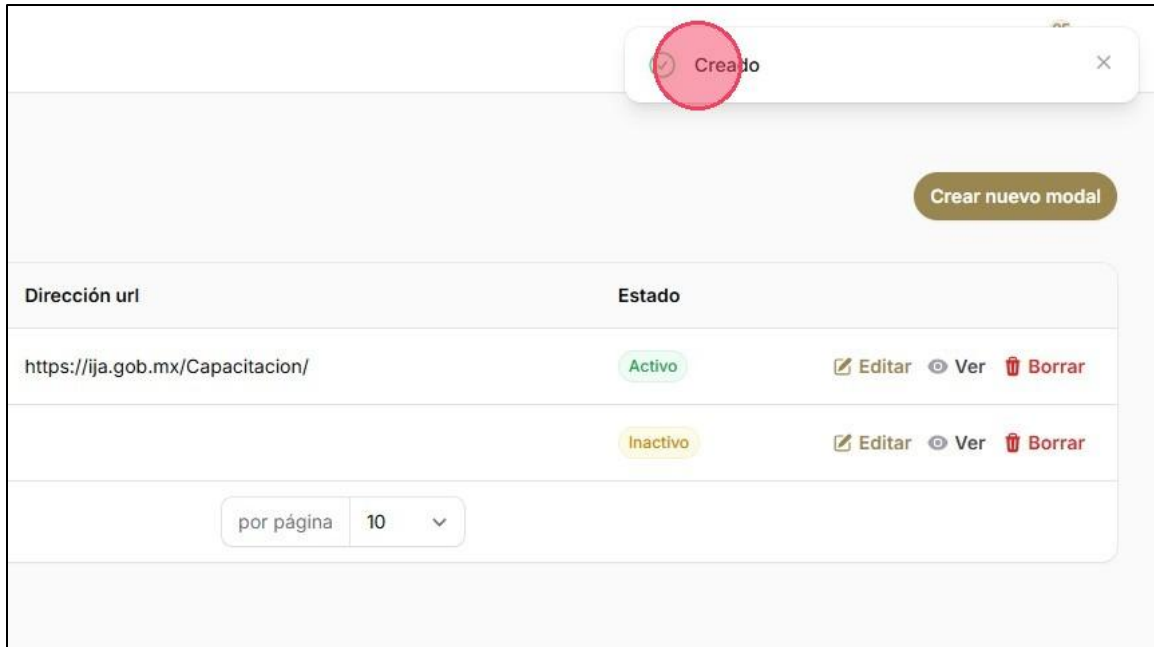 Creado
Crear nuevo modal
Dirección url Estado
https://ija.gob.mx/Capacitacion/ Activo Editar Ver Borrar
Inactivo Editar Ver Borrar
por página 10